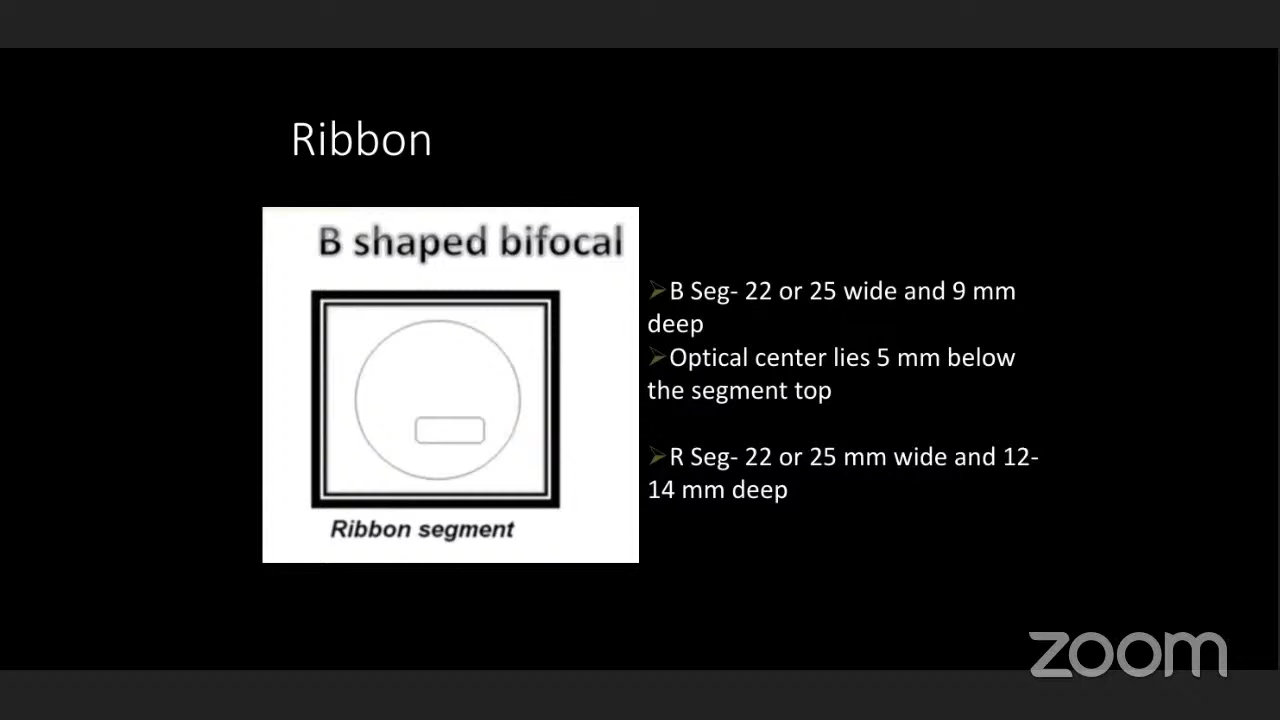 Ribbon
B shaped bifocal
Ribbon segment
➢B Seg- 22 or 25 wide and 9 mm
deep
➢Optical center lies 5 mm below
the segment top
➢R Seg- 22 or 25 mm wide and 12-
14 mm deep
zoom